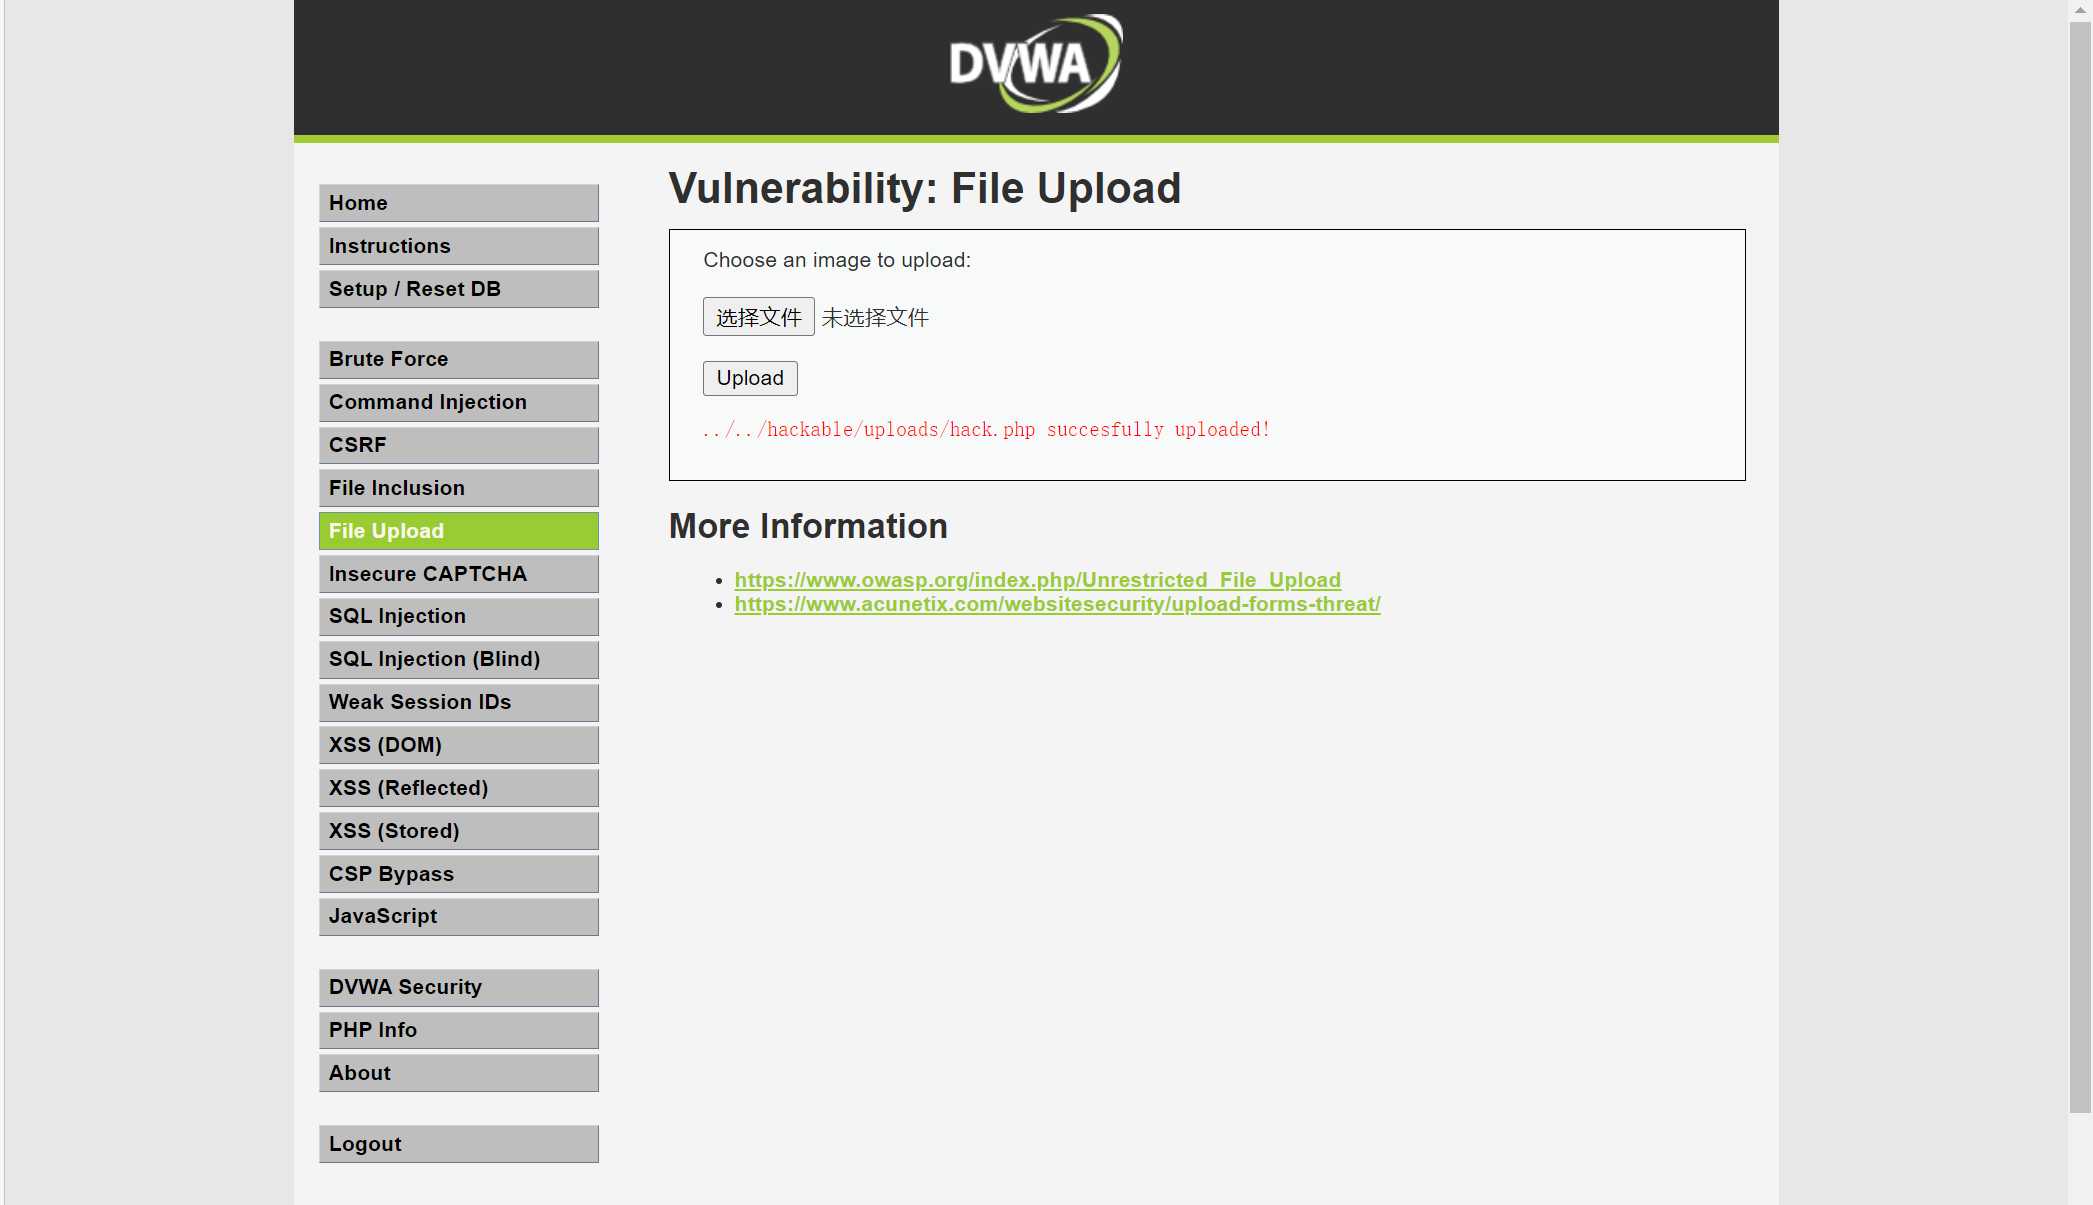 DVWA
Home
Instructions
Setup / Reset DB
Brute Force
Command Injection
CSRF
File Inclusion
File Upload
Insecure CAPTCHA
SQL Injection
SQL Injection (Blind)
Weak Session IDs
XSS (DOM)
XSS (Reflected)
XSS (Stored)
CSP Bypass
JavaScript
DVWA Security
PHP Info
About
Logout
Vulnerability: File Upload
Choose an image to upload:
选择文件 未选择文件
Upload
../../hackable/uploads/hack.php succesfully uploaded!
More Information
https://www.owasp.org/index.php/Unrestricted_File_Upload
https://www.acunetix.com/websitesecurity/upload-forms-threat/